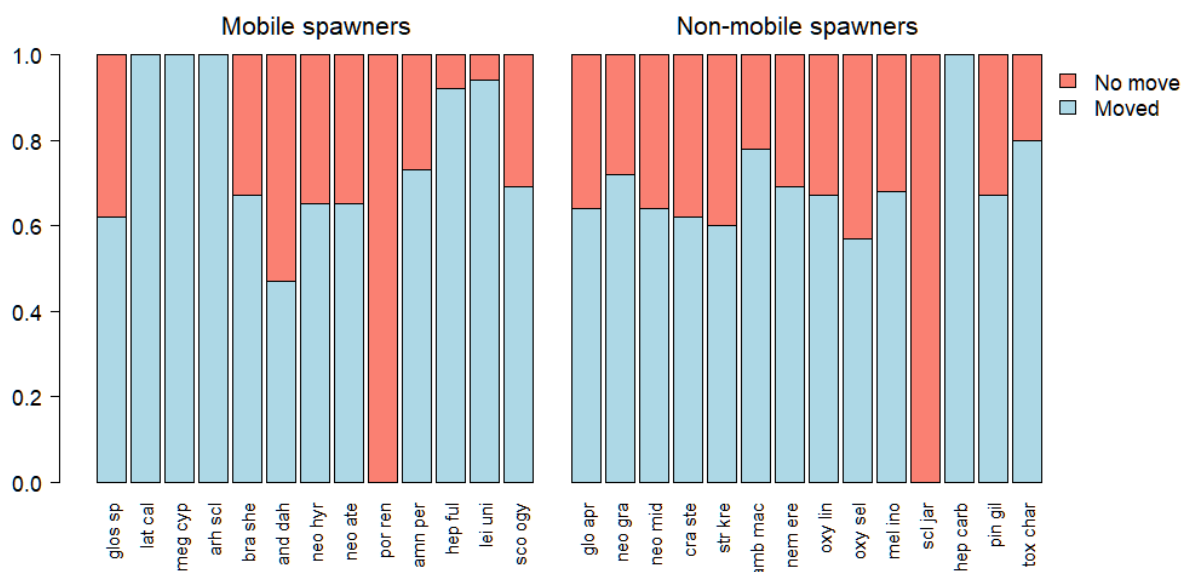 Mobile spawners
Non-mobile spawners
1.0
0.8
0.6
0.4
0.2
0.0
No move
Moved
glos sp
lat cal
meg cyp
arh scl
bra she
and dah
neo hyr
neo ate
por ren
amn per
hep ful
lei uni
sco ogy
glo apr
neo gra
neo mid
cra ste
str kre
amb mac
nem ere
oxy lin
oxy sel
mel ino
scl jar
hep carb
pin gil
tox char